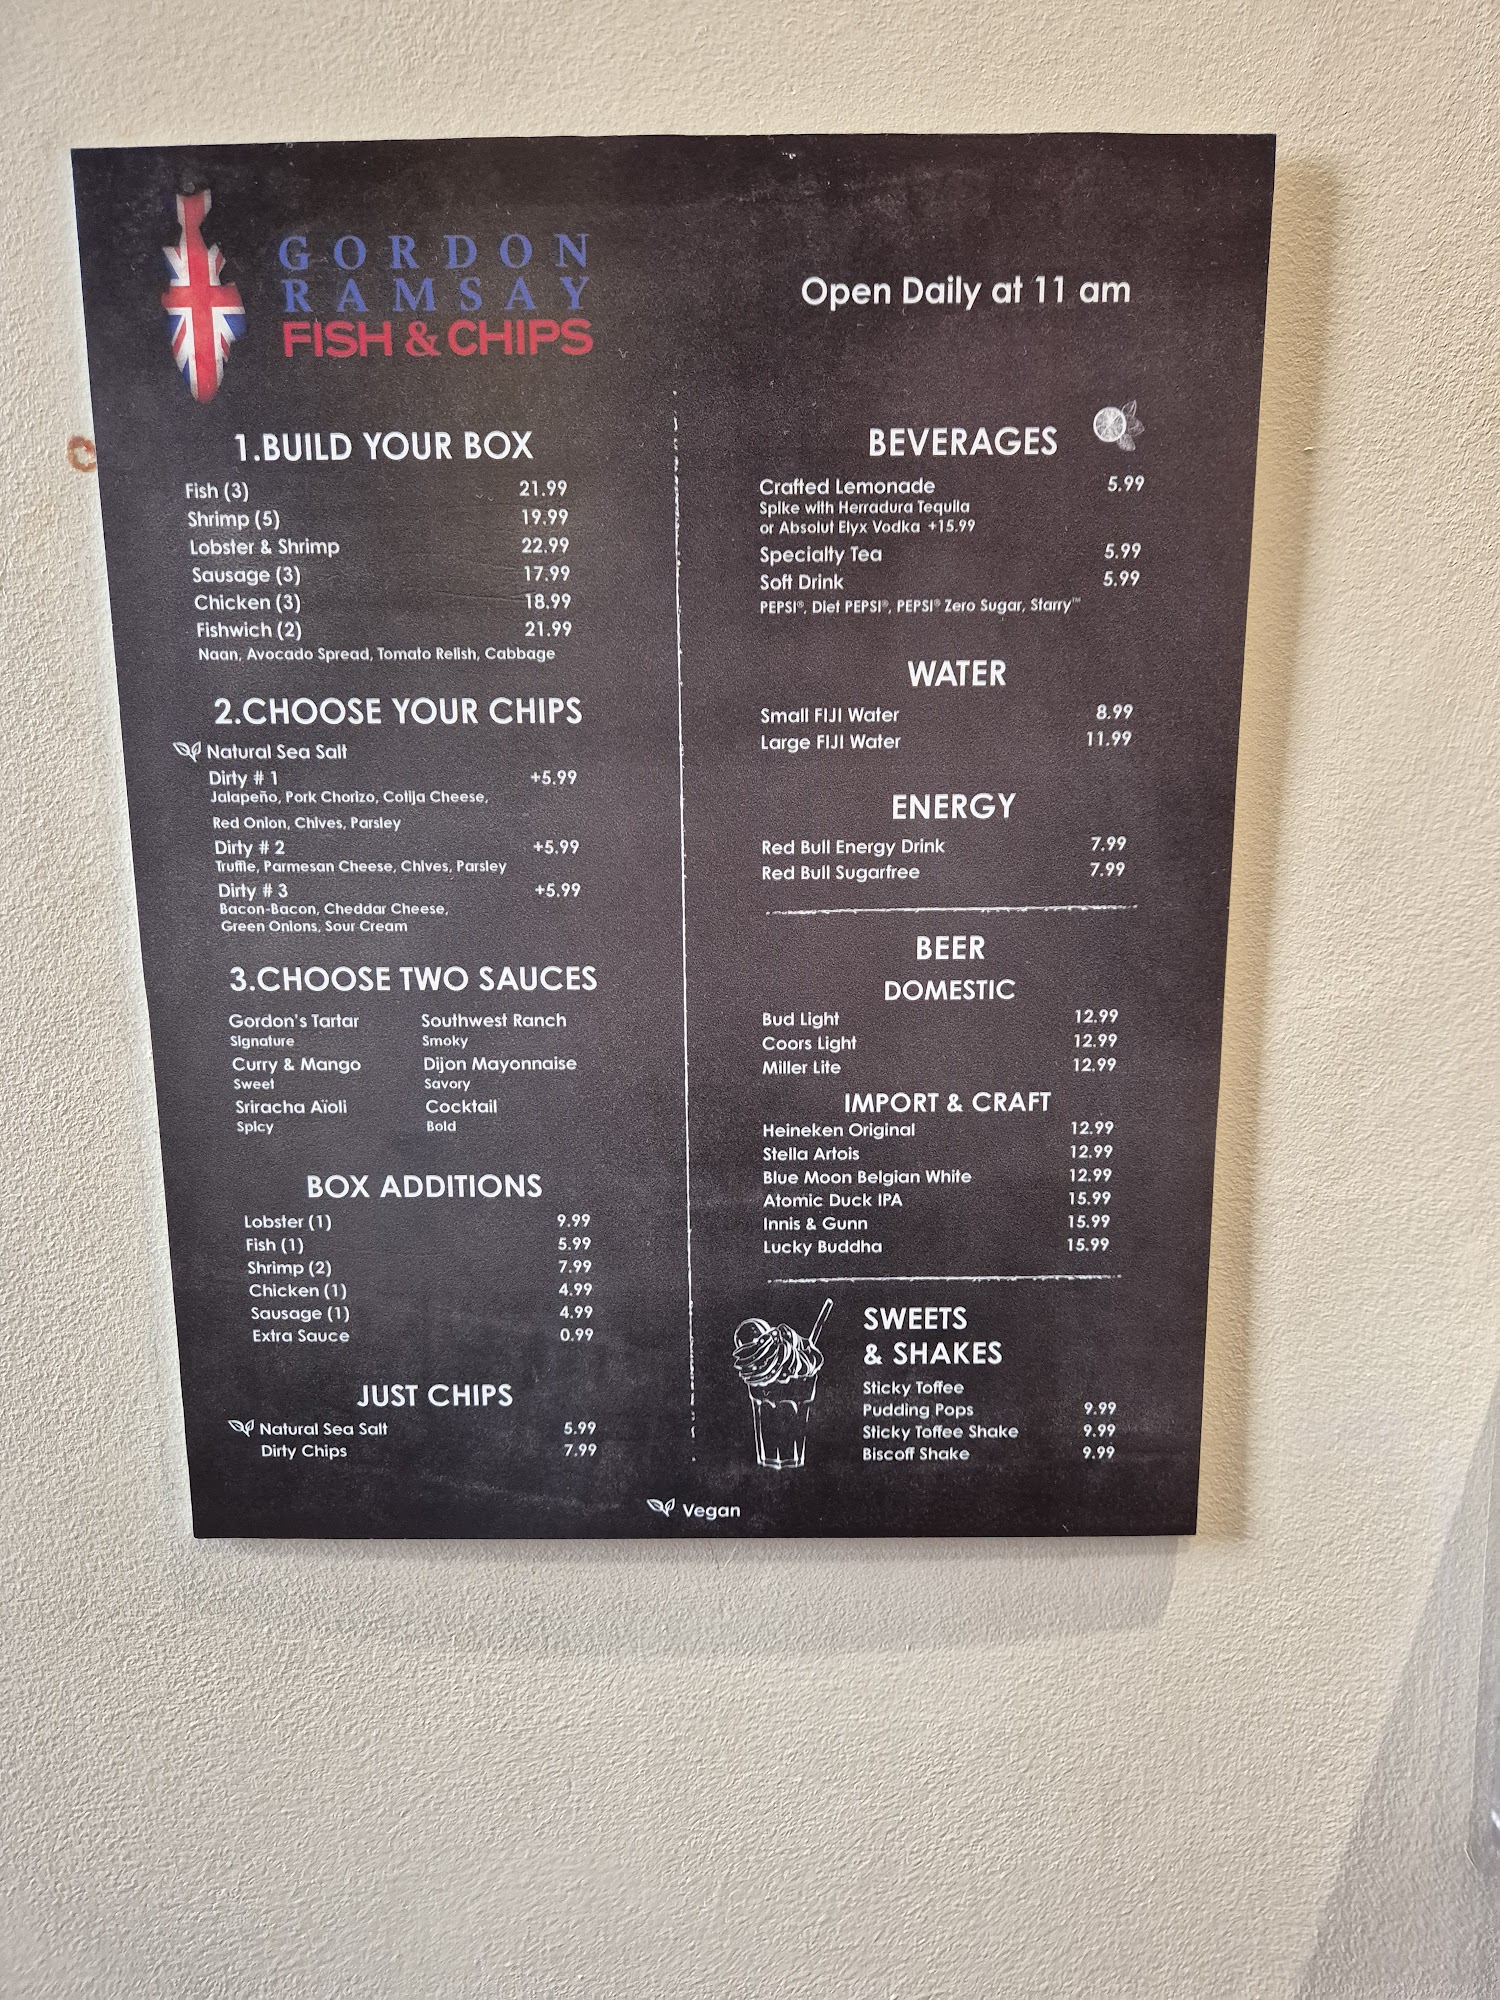 GORDON
RAMSAY
FISH & CHIPS
Open Daily at 11 am
1.BUILD YOUR BOX
Fish (3) 21.99
Shrimp (5) 19.99
Lobster & Shrimp 22.99
Sausage (3) 17.99
Chicken (3) 18.99
Fishwich (2) 21.99
Naan, Avocado Spread, Tomato Relish, Cabbage
2.CHOOSE YOUR CHIPS
Natural Sea Salt
Dirty # 1 +5.99
Jalapeño, Pork Chorizo, Cotija Cheese,
Red Onion, Chives, Parsley
Dirty # 2 +5.99
Truffle, Parmesan Cheese, Chives, Parsley
Dirty # 3 +5.99
Bacon-Bacon, Cheddar Cheese,
Green Onions, Sour Cream
3.CHOOSE TWO SAUCES
Gordon's Tartar Southwest Ranch
Signature Smoky
Curry & Mango Dijon Mayonnaise
Sweet Savory
Sriracha Aïoli Cocktail
Spicy Bold
BOX ADDITIONS
Lobster (1) 9.99
Fish (1) 5.99
Shrimp (2) 7.99
Chicken (1) 4.99
Sausage (1) 4.99
Extra Sauce 0.99
JUST CHIPS
Natural Sea Salt 5.99
Dirty Chips 7.99
BEVERAGES
Crafted Lemonade 5.99
Spike with Herradura Tequila
or Absolut Elyx Vodka +15.99
Specialty Tea 5.99
Soft Drink 5.99
PEPSI®, Diet PEPSI®, PEPSI® Zero Sugar, Starry™
WATER
Small FIJI Water 8.99
Large FIJI Water 11.99
ENERGY
Red Bull Energy Drink 7.99
Red Bull Sugarfree 7.99
BEER
DOMESTIC
Bud Light 12.99
Coors Light 12.99
Miller Lite 12.99
IMPORT & CRAFT
Heineken Original 12.99
Stella Artois 12.99
Blue Moon Belgian White 12.99
Atomic Duck IPA 15.99
Innis & Gunn 15.99
Lucky Buddha 15.99
SWEETS
& SHAKES
Sticky Toffee
Pudding Pops 9.99
Sticky Toffee Shake 9.99
Biscoff Shake 9.99
Vegan